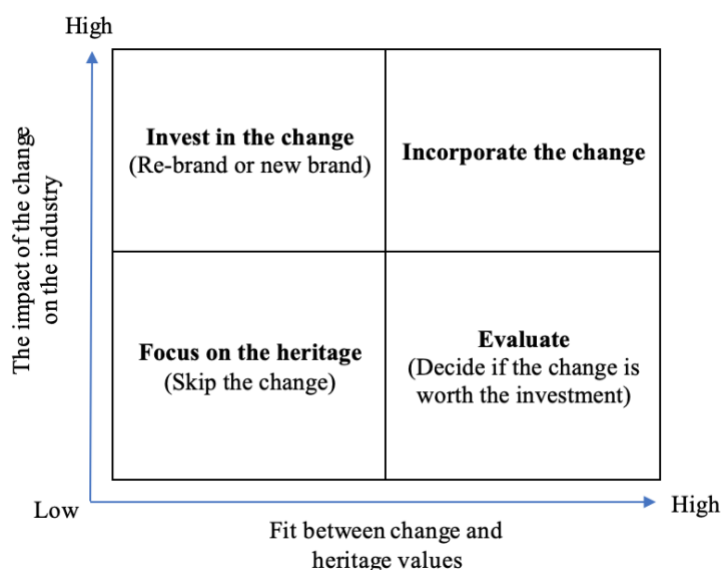 High
The impact of the change
on the industry
Invest in the change
(Re-brand or new brand)
Incorporate the change
Focus on the heritage
(Skip the change)
Evaluate
(Decide if the change is
worth the investment)
Low
High
Fit between change and
heritage values